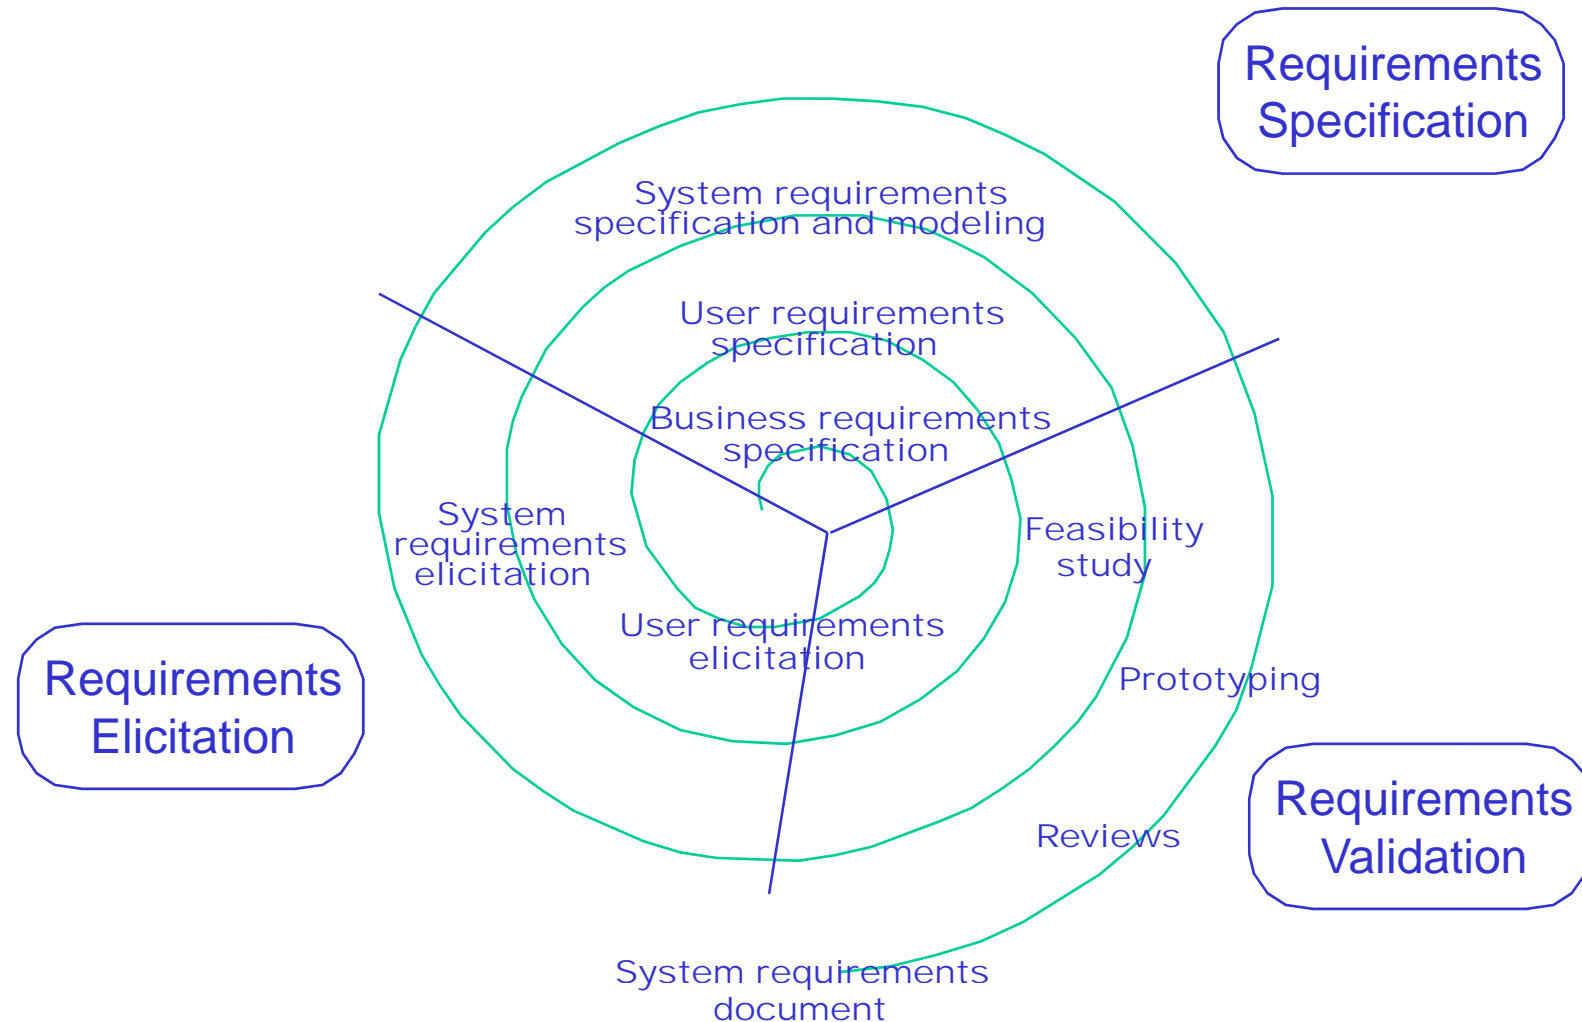 Requirements
Specification
System requirements
specification and modeling
User requirements
specification
Business requirements
specification
System
requirements
elicitation
Feasibility
study
User requirements
elicitation
Requirements
Elicitation
Prototyping
Requirements
Validation
Reviews
System requirements
document